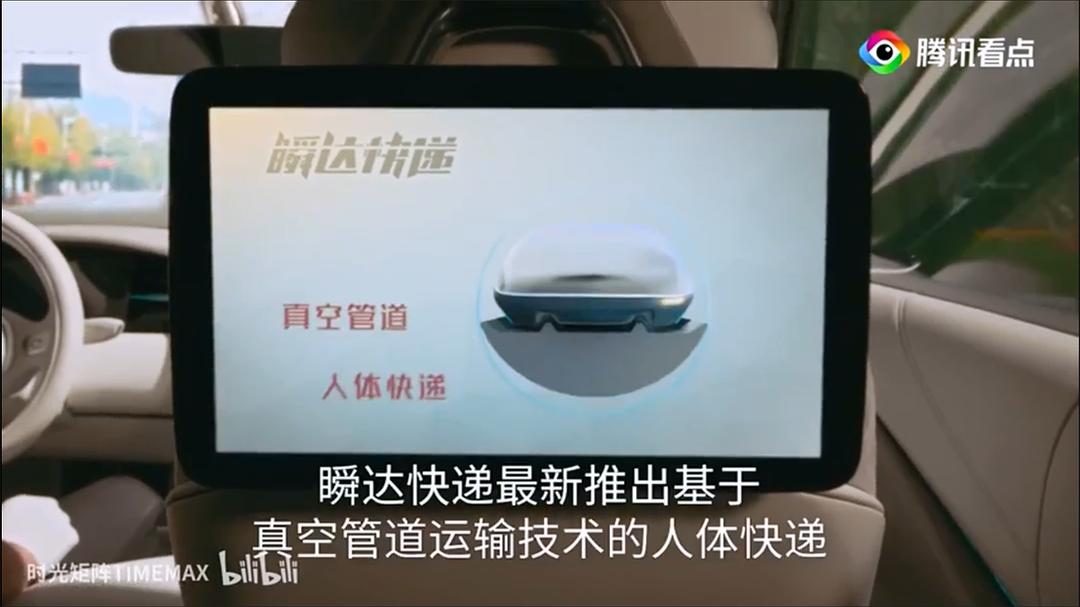 腾讯看点
瞬达快递
真空管道
人体快递
瞬达快递最新推出基于
真空管道运输技术的人体快递
时光矩阵TIMEMAX bilibili